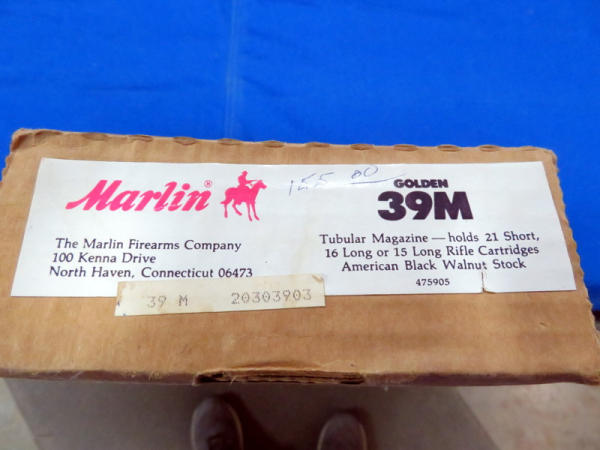 Marlin®
The Marlin Firearms Company
100 Kenna Drive
North Haven, Connecticut 06473
155 00
GOLDEN
39M
Tubular Magazine — holds 21 Short,
16 Long or 15 Long Rifle Cartridges
American Black Walnut Stock
475905
39 M 20303903